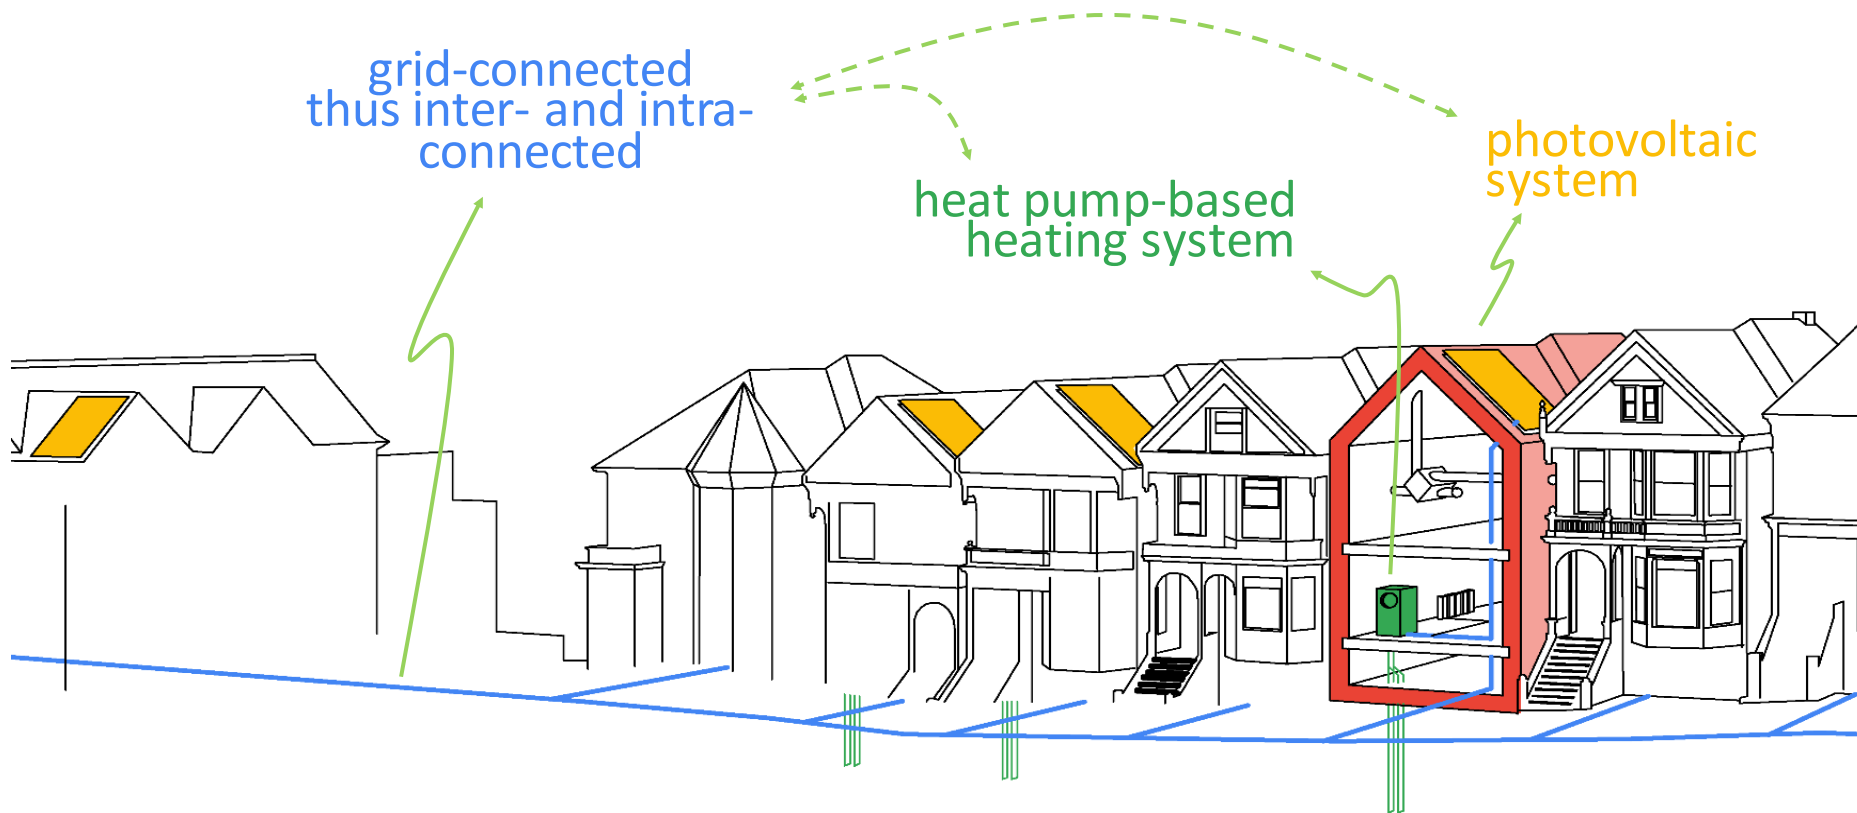 grid-connected
thus inter- and intra-
connected
photovoltaic
system
heat pump-based
heating system